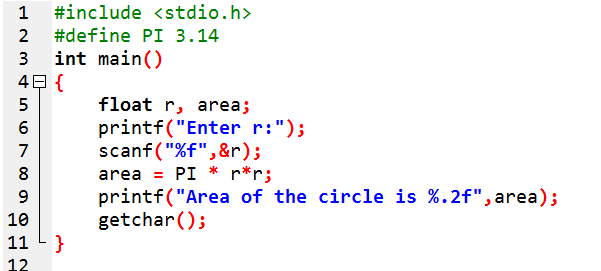 1 #include <stdio.h>
2 #define PI 3.14
3 int main()
4 {
5 float r, area;
6 printf("Enter r:");
7 scanf("%f",&r);
8 area = PI * r*r;
9 printf("Area of the circle is %.2f",area);
10 getchar();
11 }
12